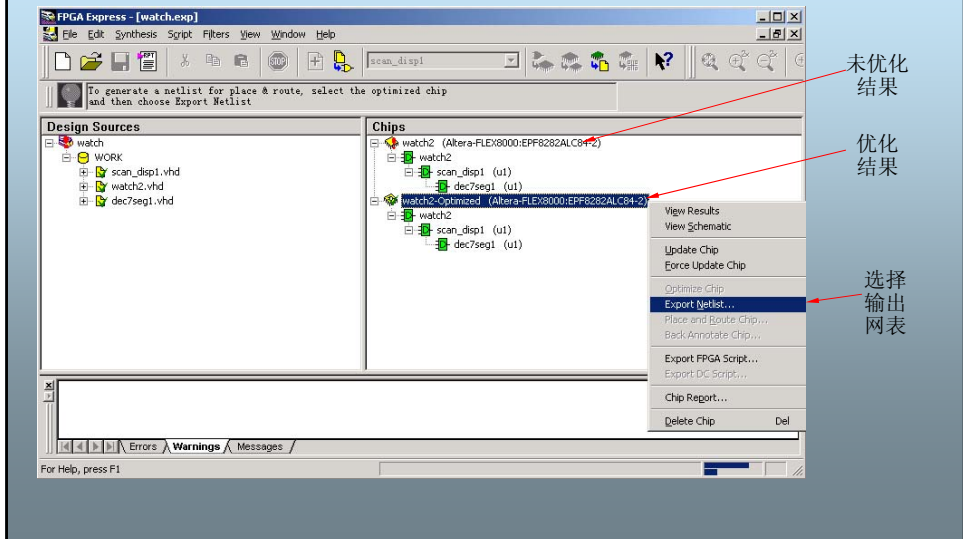 FPGA Express - [watch.exp]
File Edit Synthesis Script Filters View Window Help
scan_disp1
To generate a netlist for place & route, select the optimized chip
and then choose Export Netlist
Design Sources
watch
WORK
scan_disp1.vhd
watch2.vhd
dec7seg1.vhd
Chips
watch2 (Altera-FLEX8000:EPF8282ALC84-2)
watch2
scan_disp1 (u1)
dec7seg1 (u1)
watch2-Optimized (Altera-FLEX8000:EPF8282ALC84-2)
watch2
scan_disp1 (u1)
dec7seg1 (u1)
View Results
View Schematic
Update Chip
Force Update Chip
Optimize Chip
Export Netlist...
Place and Route Chip...
Back Annotate Chip...
Export FPGA Script...
Export DC Script...
Chip Report...
Delete Chip Del
Errors Warnings Messages
For Help, press F1
未优化
结果
优化
结果
选择
输出
网表